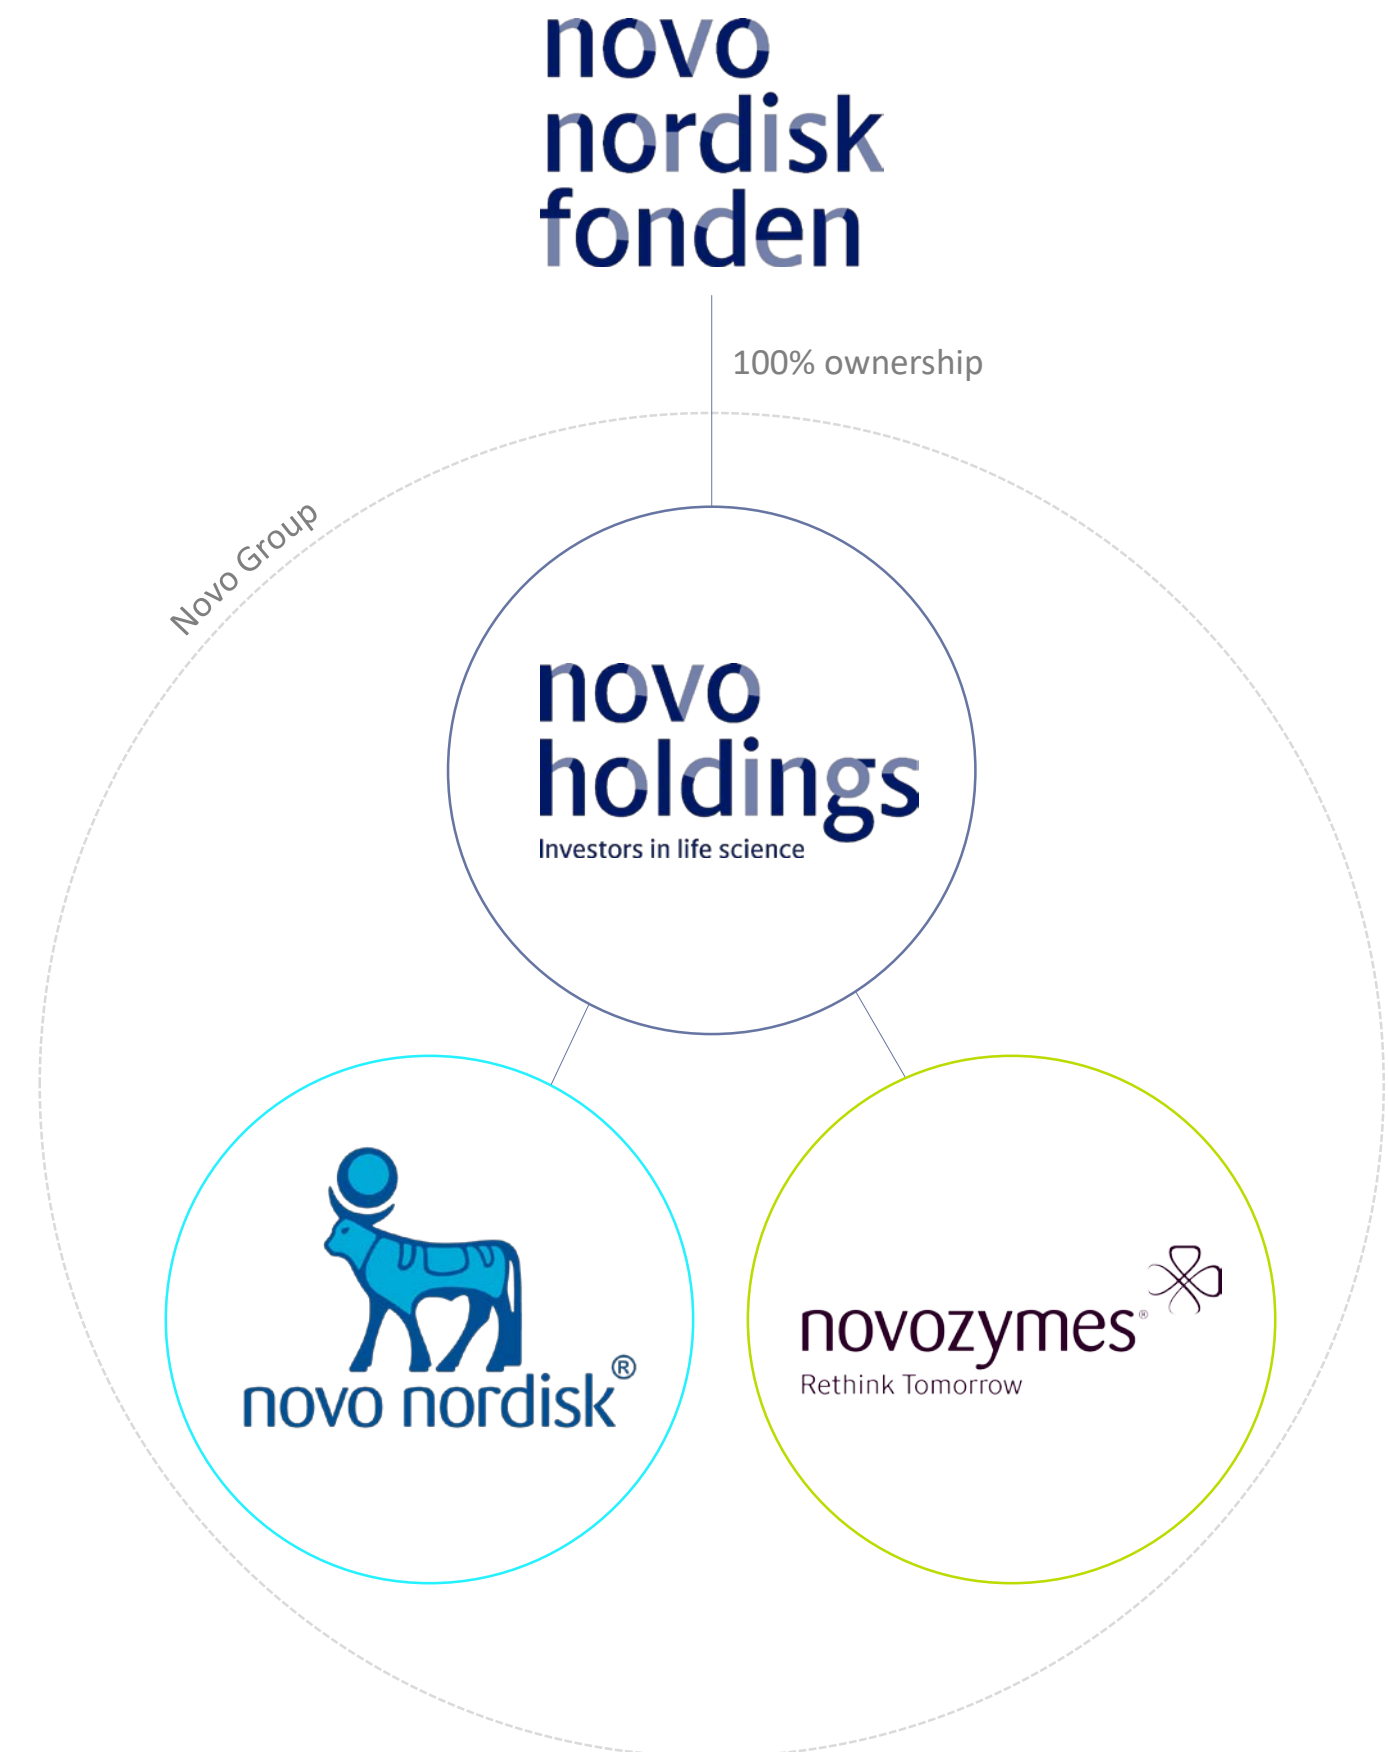 novo
nordisk
fonden
100% ownership
Novo Group
novo
holdings
Investors in life science
novo nordisk®
novozymes®
Rethink Tomorrow